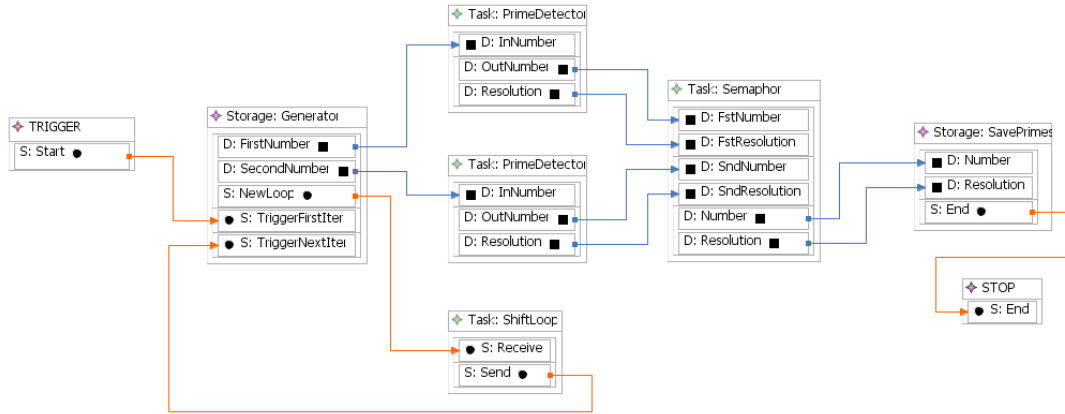 TRIGGER
S: Start
Storage: Generator
D: FirstNumber
D: SecondNumber
S: NewLoop
S: TriggerFirstIter
S: TriggerNextIter
Task: PrimeDetector
D: InNumber
D: OutNumber
D: Resolution
Task: PrimeDetector
D: InNumber
D: OutNumber
D: Resolution
Task: ShiftLoop
S: Receive
S: Send
Task: Semaphor
D: FstNumber
D: FstResolution
D: SndNumber
D: SndResolution
D: Number
D: Resolution
Storage: SavePrimes
D: Number
D: Resolution
S: End
STOP
S: End